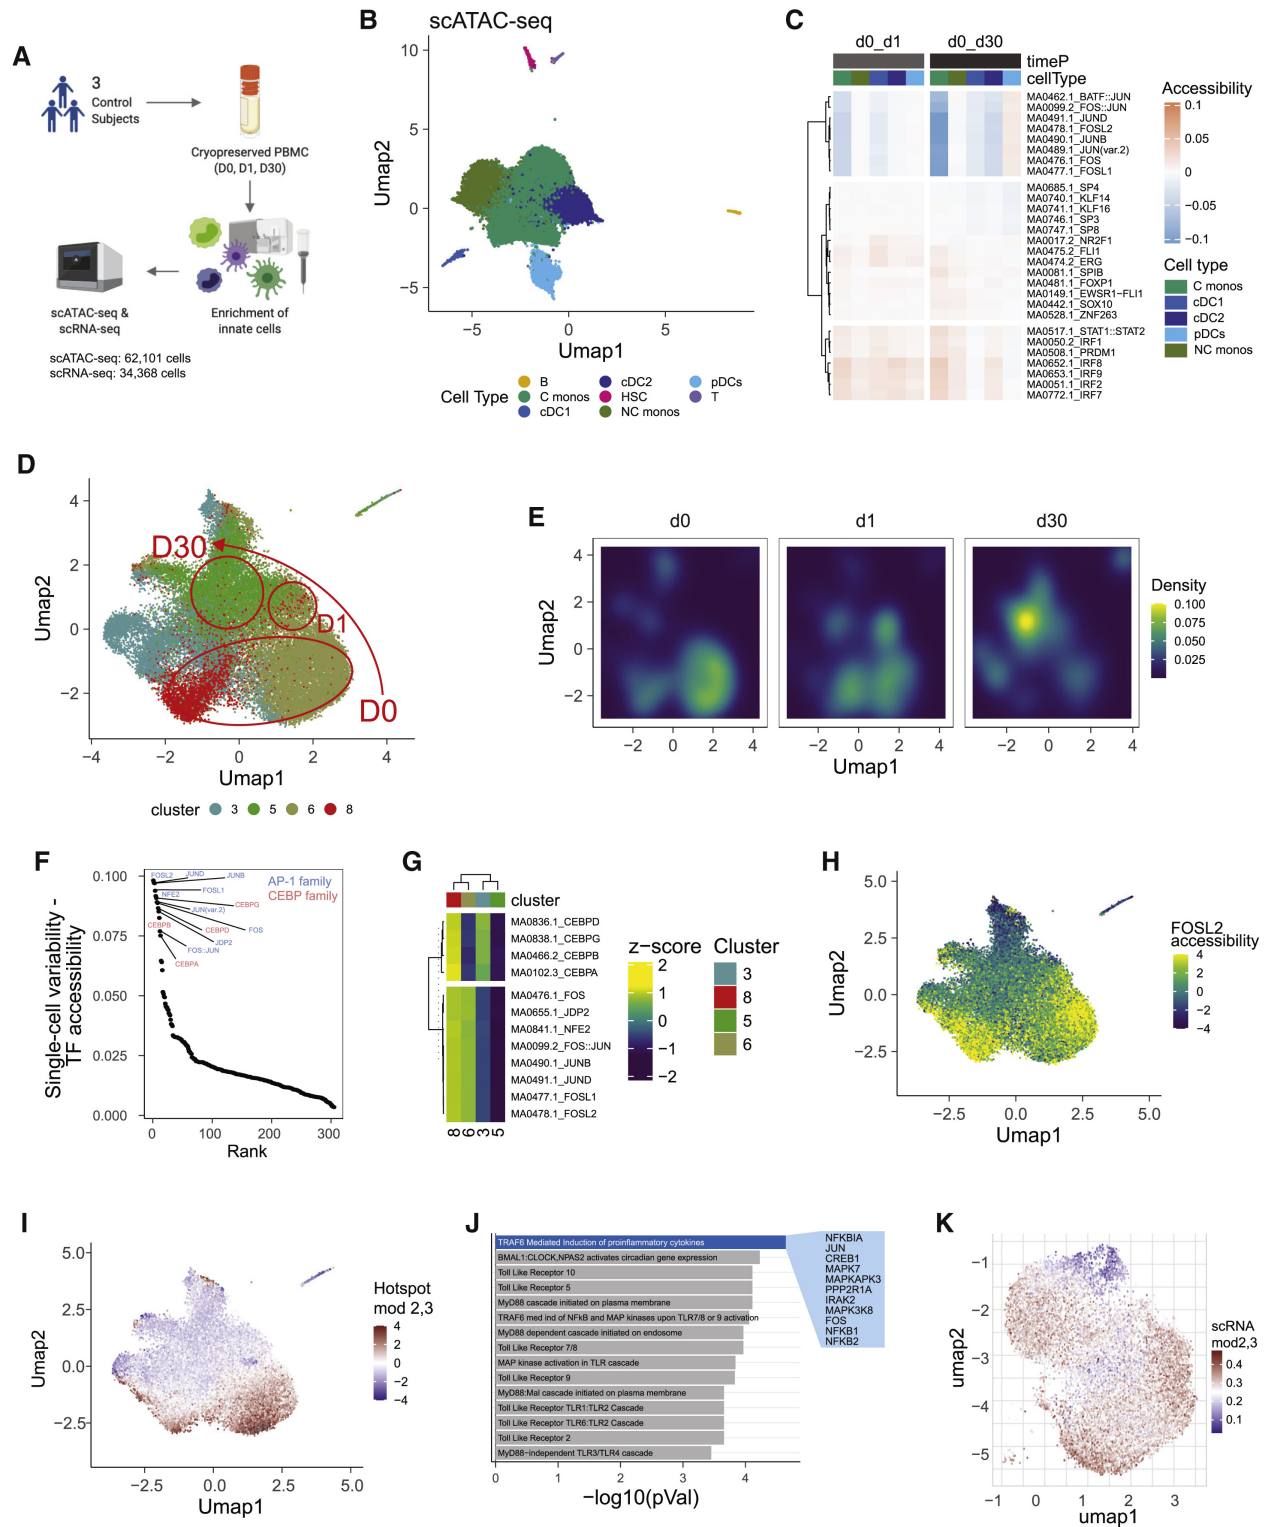 A
3
Control
Subjects
Cryopreserved PBMC
(D0, D1, D30)
scATAC-seq &
scRNA-seq
Enrichment of
innate cells
scATAC-seq: 62,101 cells
scRNA-seq: 34,368 cells
B
scATAC-seq
10
5
0
−5
Umap2
−5
0
5
Umap1
Cell Type
B
C monos
cDC1
cDC2
HSC
NC monos
pDCs
T
C
d0_d1
d0_d30
timeP
cellType
MA0462.1_BATF::JUN
MA0099.2_FOS::JUN
MA0491.1_JUND
MA0478.1_FOSL2
MA0490.1_JUNB
MA0489.1_JUN(var.2)
MA0476.1_FOS
MA0477.1_FOSL1
MA0685.1_SP4
MA0740.1_KLF14
MA0741.1_KLF16
MA0746.1_SP3
MA0747.1_SP8
MA0017.2_NR2F1
MA0475.2_FLI1
MA0474.2_ERG
MA0081.1_SPIB
MA0481.1_FOXP1
MA0149.1_EWSR1−FLI1
MA0442.1_SOX10
MA0528.1_ZNF263
MA0517.1_STAT1::STAT2
MA0050.2_IRF1
MA0508.1_PRDM1
MA0652.1_IRF8
MA0653.1_IRF9
MA0051.1_IRF2
MA0772.1_IRF7
Accessibility
0.1
0.05
0
−0.05
−0.1
Cell type
C monos
cDC1
cDC2
pDCs
NC monos
D
4
2
0
−2
Umap2
D30
D1
D0
−4
−2
0
2
4
Umap1
cluster
3
5
6
8
E
d0
d1
d30
4
2
0
−2
Umap2
−2
0
2
4
−2
0
2
4
−2
0
2
4
Umap1
Density
0.100
0.075
0.050
0.025
F
0.100
0.075
0.050
0.025
0.000
Single-cell variability -
TF accessibility
FOSL2
JUND
JUNB
AP-1 family
CEBP family
FOSL1
NFE2
CEBPG
JUN(var.2)
CEBPB
CEBPD
FOS
JDP2
FOS::JUN
CEBPA
0
100
200
300
Rank
G
cluster
MA0836.1_CEBPD
MA0838.1_CEBPG
MA0466.2_CEBPB
MA0102.3_CEBPA
MA0476.1_FOS
MA0655.1_JDP2
MA0841.1_NFE2
MA0099.2_FOS::JUN
MA0490.1_JUNB
MA0491.1_JUND
MA0477.1_FOSL1
MA0478.1_FOSL2
8
6
3
5
z−score
2
1
0
−1
−2
Cluster
3
8
5
6
H
5.0
2.5
0.0
−2.5
Umap2
−2.5
0.0
2.5
5.0
Umap1
FOSL2
accessibility
4
2
0
−2
−4
I
5.0
2.5
0.0
−2.5
Umap2
−2.5
0.0
2.5
5.0
Umap1
Hotspot
mod 2,3
4
2
0
−2
−4
J
TRAF6 Mediated Induction of proinflammatory cytokines
BMAL1:CLOCK,NPAS2 activates circadian gene expression
Toll Like Receptor 10
Toll Like Receptor 5
MyD88 cascade initiated on plasma membrane
TRAF6 med ind of NFkB and MAP kinases upon TLR7/8 or 9 activation
MyD88 dependent cascade initiated on endosome
Toll Like Receptor 7/8
MAP kinase activation in TLR cascade
Toll Like Receptor 9
MyD88:Mal cascade initiated on plasma membrane
Toll Like Receptor TLR1:TLR2 Cascade
Toll Like Receptor TLR6:TLR2 Cascade
Toll Like Receptor 2
MyD88−independent TLR3/TLR4 cascade
0
1
2
3
4
−log10(pVal)
NFKBIA
JUN
CREB1
MAPK7
MAPKAPK3
PPP2R1A
IRAK2
MAPK3K8
FOS
NFKB1
NFKB2
K
−1
−2
−3
−4
−5
umap2
−1
0
1
2
3
umap1
scRNA
mod2,3
0.4
0.3
0.2
0.1